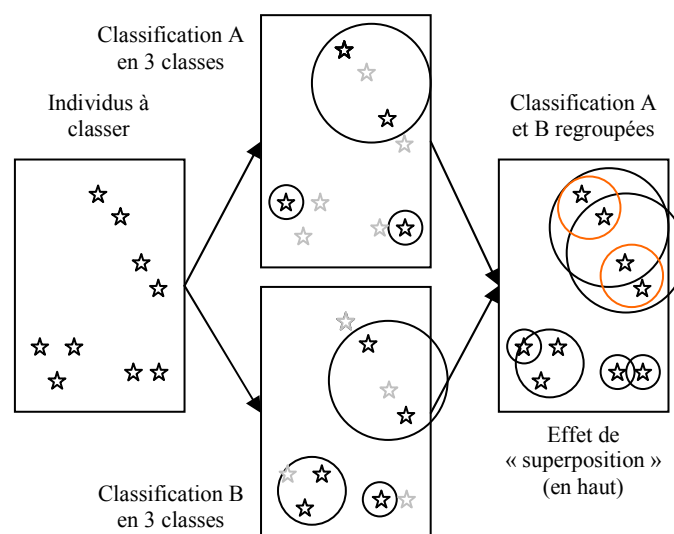 Classification A
en 3 classes
Individus à
classer
Classification A
et B regroupées
Classification B
en 3 classes
Effet de
« superposition »
(en haut)